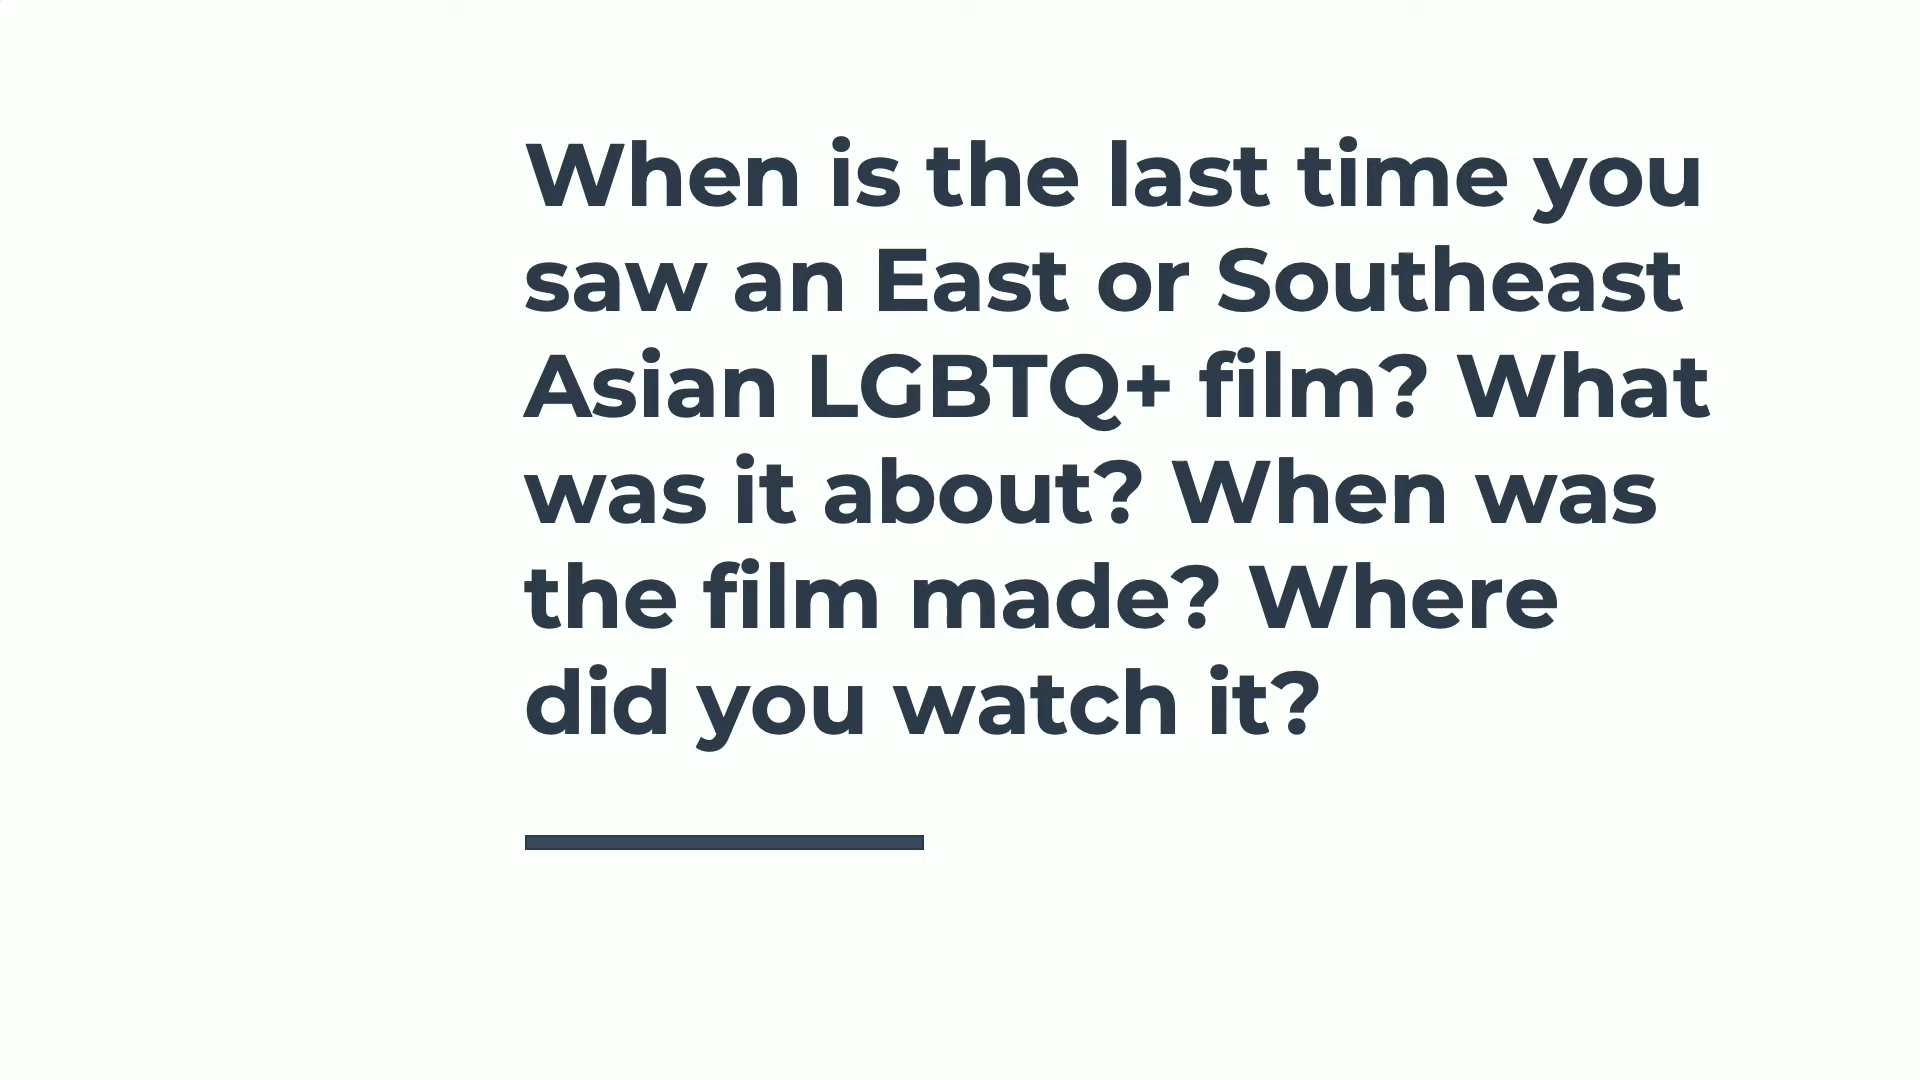 When is the last time you
saw an East or Southeast
Asian LGBTQ+ film? What
was it about? When was
the film made? Where
did you watch it?